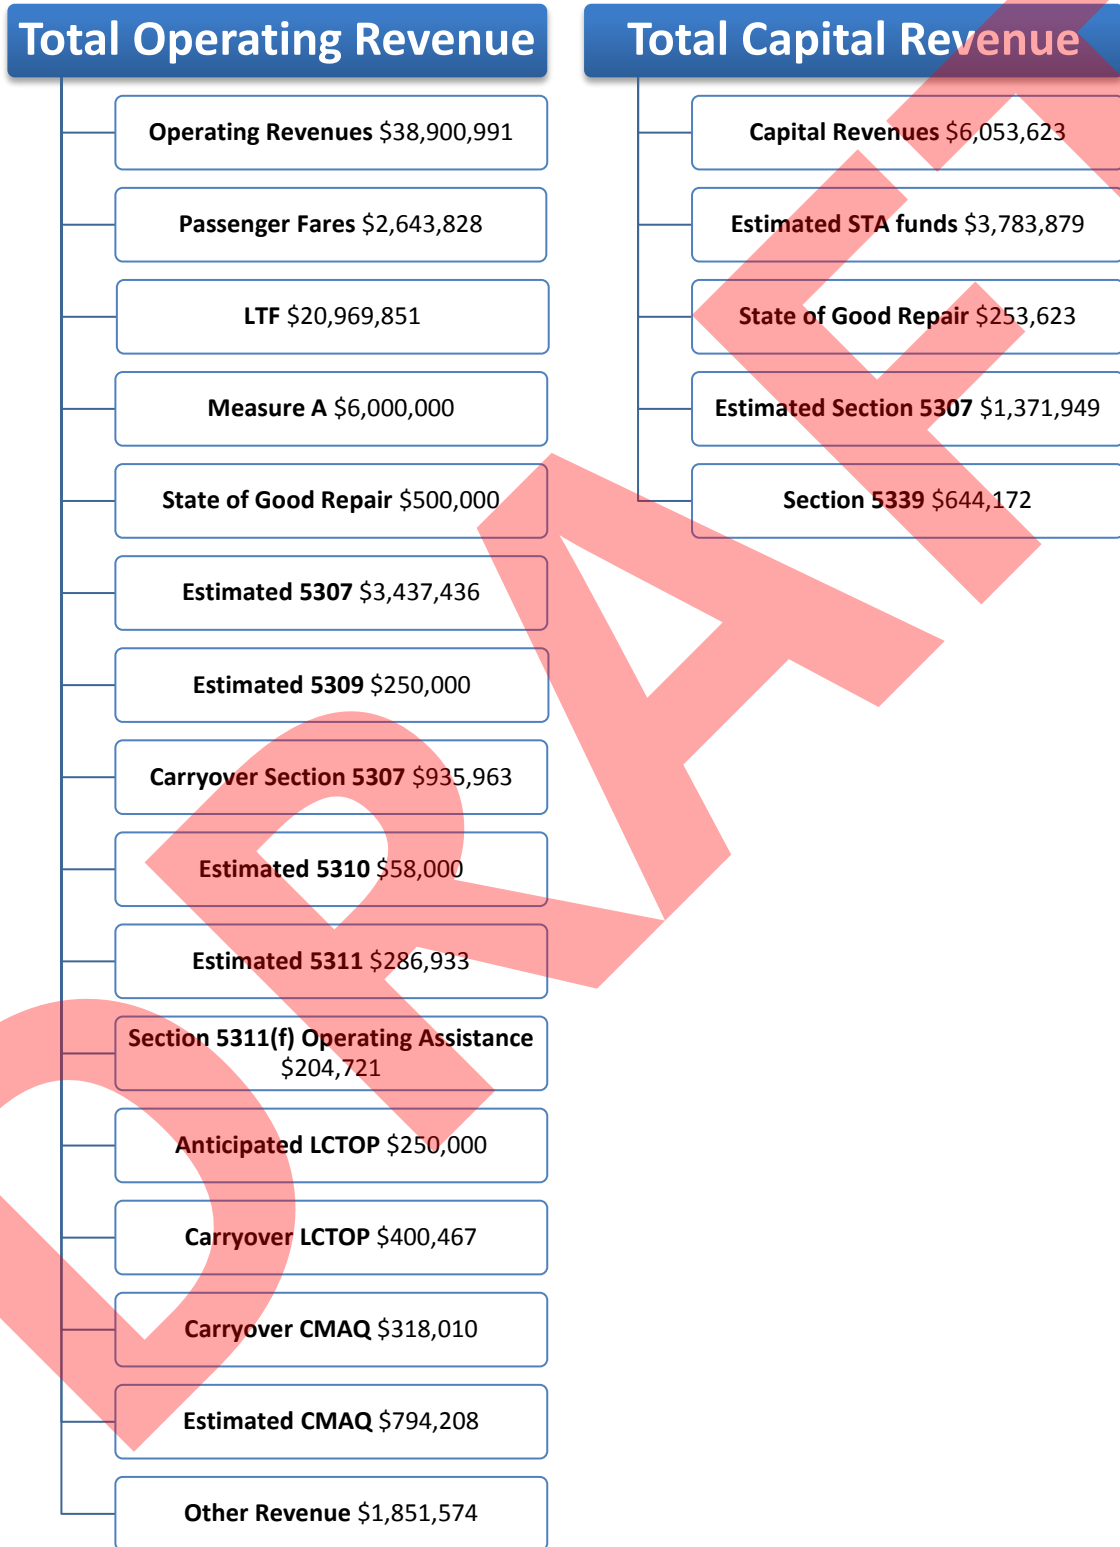 Total Operating Revenue
Operating Revenues $38,900,991
Passenger Fares $2,643,828
LTF $20,969,851
Measure A $6,000,000
State of Good Repair $500,000
Estimated 5307 $3,437,436
Estimated 5309 $250,000
Carryover Section 5307 $935,963
Estimated 5310 $58,000
Estimated 5311 $286,933
Section 5311(f) Operating Assistance
$204,721
Anticipated LCTOP $250,000
Carryover LCTOP $400,467
Carryover CMAQ $318,010
Estimated CMAQ $794,208
Other Revenue $1,851,574
Total Capital Revenue
Capital Revenues $6,053,623
Estimated STA funds $3,783,879
State of Good Repair $253,623
Estimated Section 5307 $1,371,949
Section 5339 $644,172
DRAFT